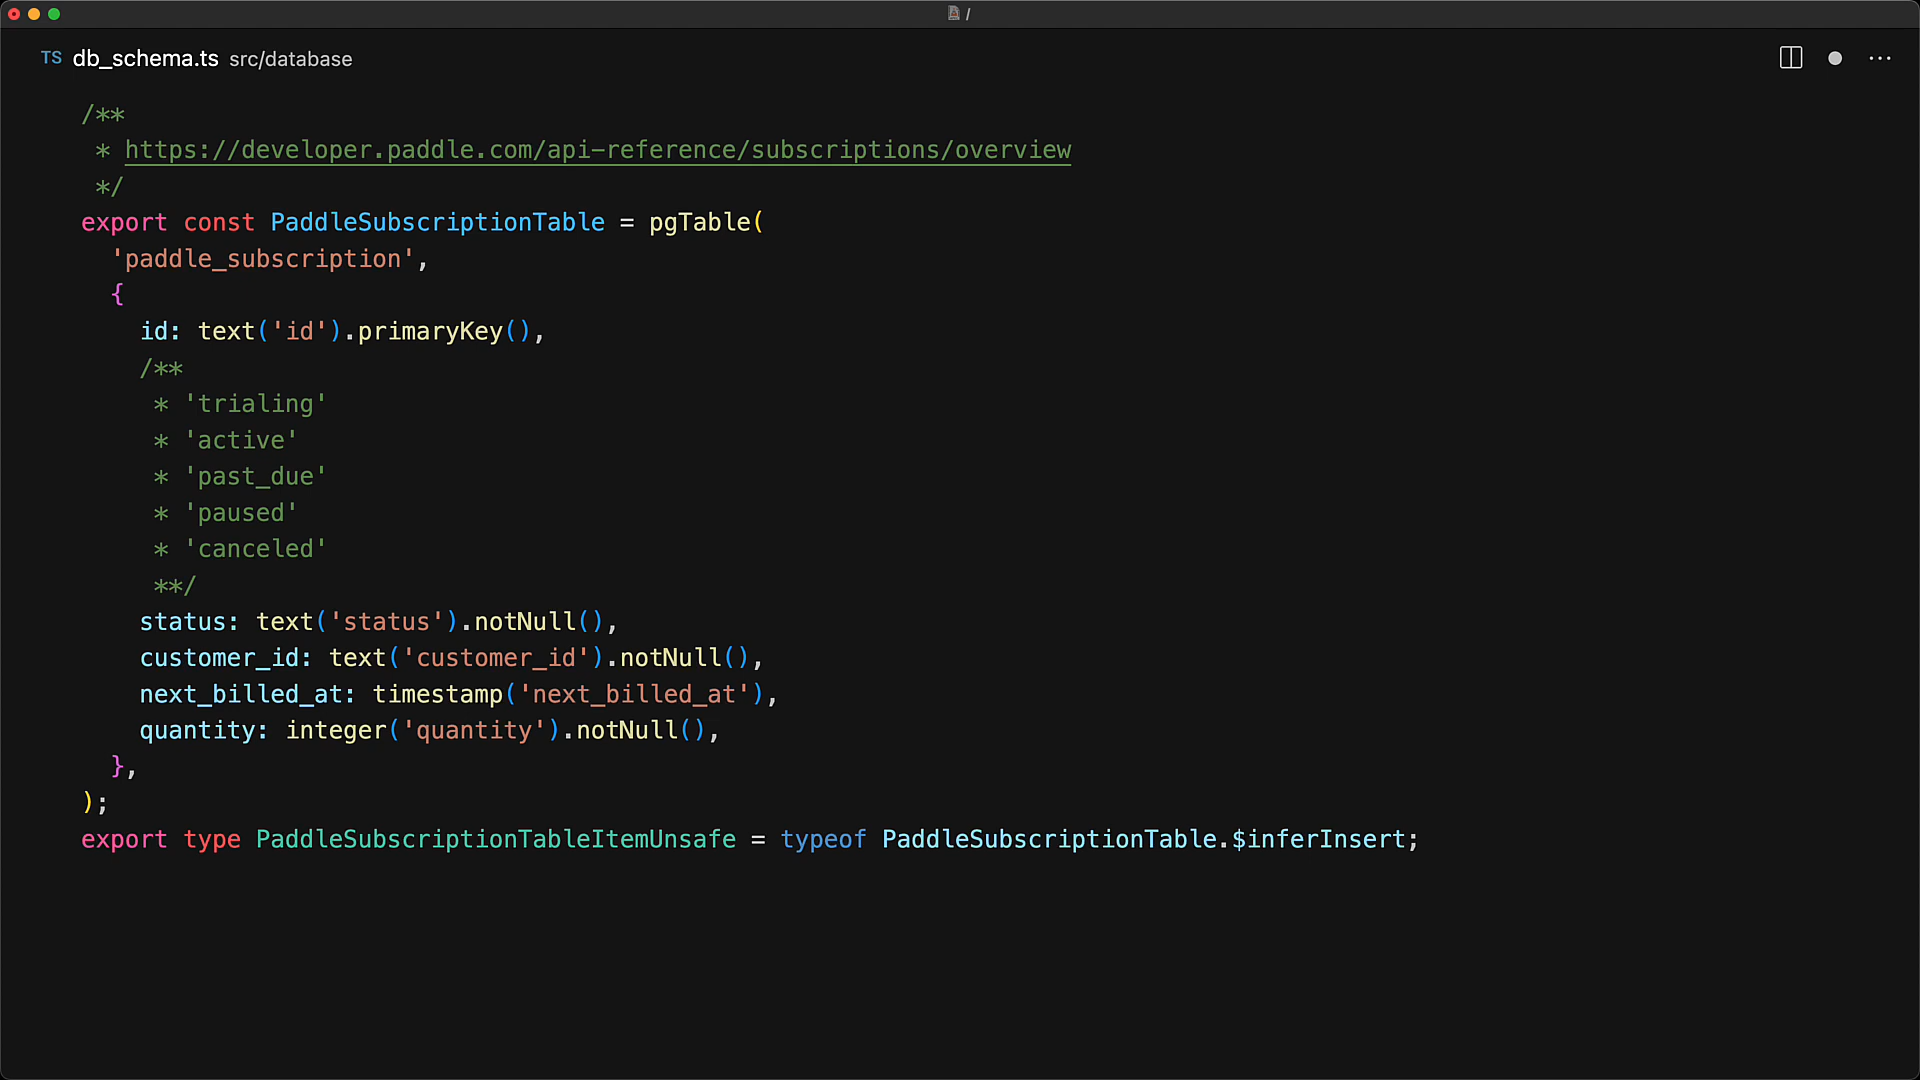 /
TS db_schema.ts src/database
/**
 * https://developer.paddle.com/api-reference/subscriptions/overview
 */
export const PaddleSubscriptionTable = pgTable(
  'paddle_subscription',
  {
    id: text('id').primaryKey(),
    /**
     * 'trialing'
     * 'active'
     * 'past_due'
     * 'paused'
     * 'canceled'
     **/
    status: text('status').notNull(),
    customer_id: text('customer_id').notNull(),
    next_billed_at: timestamp('next_billed_at'),
    quantity: integer('quantity').notNull(),
  },
);
export type PaddleSubscriptionTableItemUnsafe = typeof PaddleSubscriptionTable.$inferInsert;